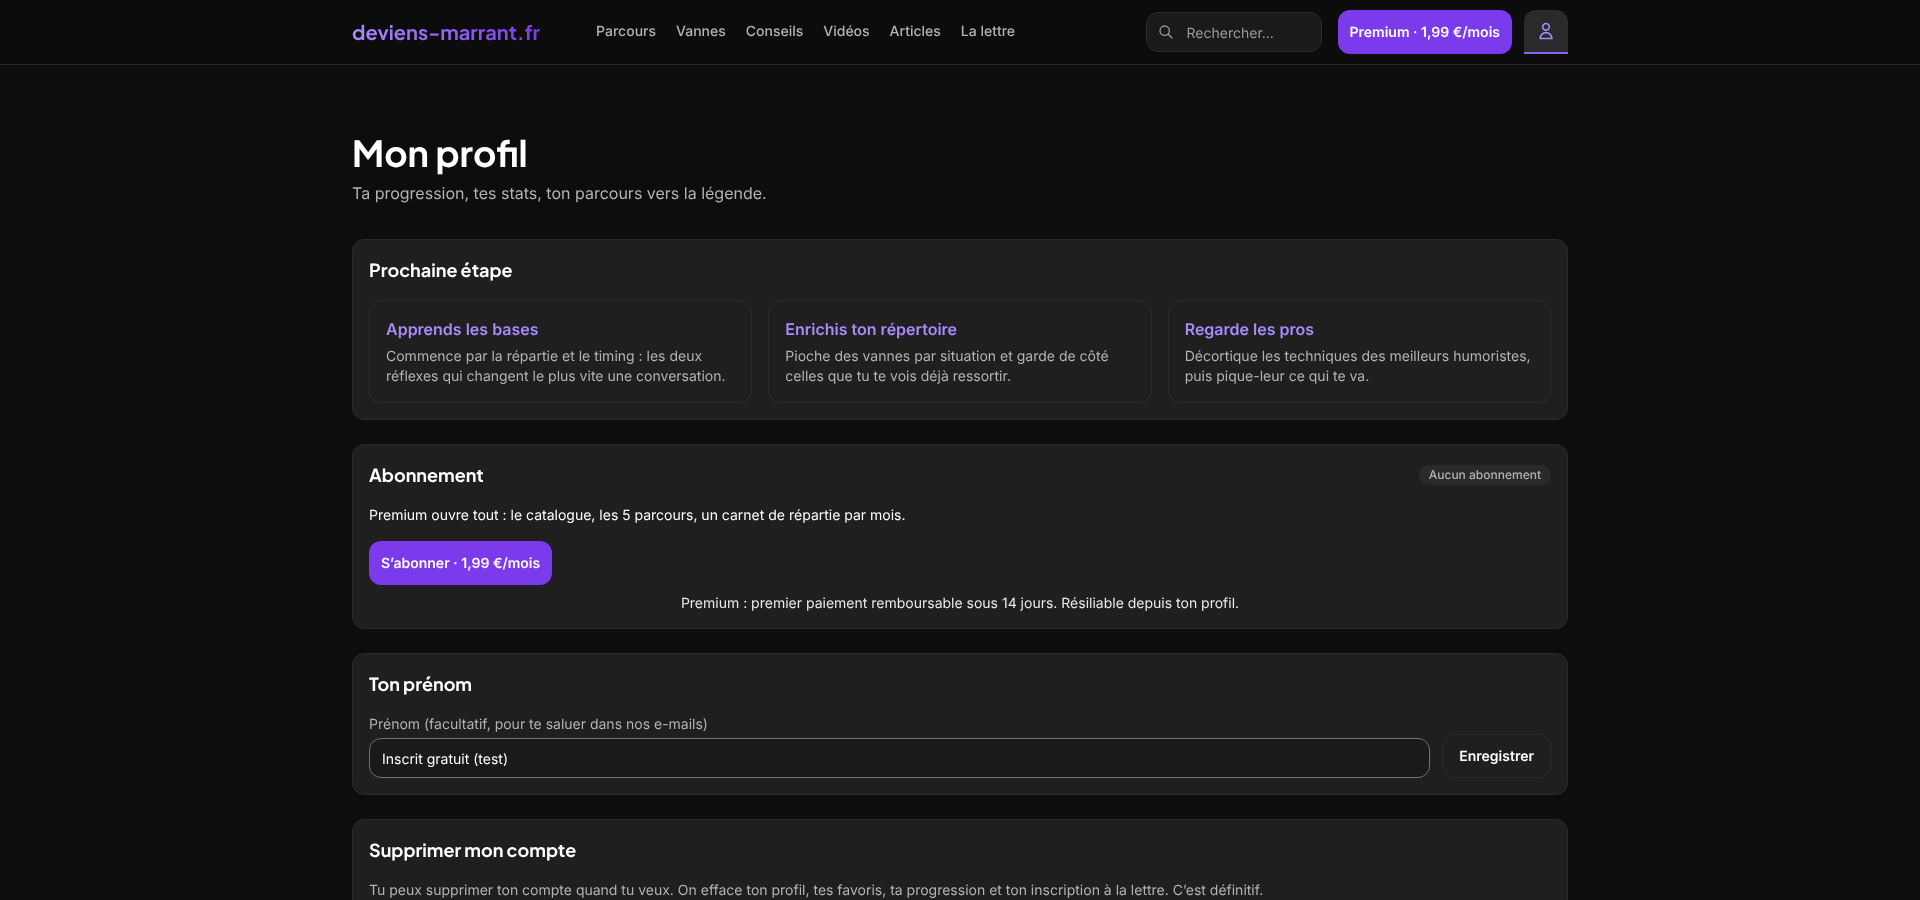 deviens-marrant.fr
Parcours
Vannes
Conseils
Vidéos
Articles
La lettre
Rechercher...
Premium · 1,99 €/mois
Mon profil
Ta progression, tes stats, ton parcours vers la légende.
Prochaine étape
Apprends les bases
Commence par la répartie et le timing : les deux
réflexes qui changent le plus vite une conversation.
Enrichis ton répertoire
Pioche des vannes par situation et garde de côté
celles que tu te vois déjà ressortir.
Regarde les pros
Décortique les techniques des meilleurs humoristes,
puis pique-leur ce qui te va.
Abonnement
Aucun abonnement
Premium ouvre tout : le catalogue, les 5 parcours, un carnet de répartie par mois.
S'abonner · 1,99 €/mois
Premium : premier paiement remboursable sous 14 jours. Résiliable depuis ton profil.
Ton prénom
Prénom (facultatif, pour te saluer dans nos e-mails)
Inscrit gratuit (test)
Enregistrer
Supprimer mon compte
Tu peux supprimer ton compte quand tu veux. On efface ton profil, tes favoris, ta progression et ton inscription à la lettre. C'est définitif.